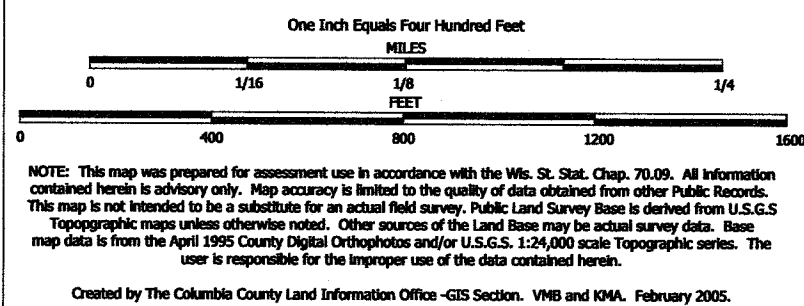 One Inch Equals Four Hundred Feet
MILES
0 1/16 1/8 1/4
FEET
0 400 800 1200 1600
NOTE: This map was prepared for assessment use in accordance with the Wis. St. Stat. Chap. 70.09. All information
contained herein is advisory only. Map accuracy is limited to the quality of data obtained from other Public Records.
This map is not intended to be a substitute for an actual field survey. Public Land Survey Base is derived from U.S.G.S
Topopgraphic maps unless otherwise noted. Other sources of the Land Base may be actual survey data. Base
map data is from the April 1995 County Digital Orthophotos and/or U.S.G.S. 1:24,000 scale Topographic series. The
user is responsible for the improper use of the data contained herein.
Created by The Columbia County Land Information Office -GIS Section. VMB and KMA. February 2005.